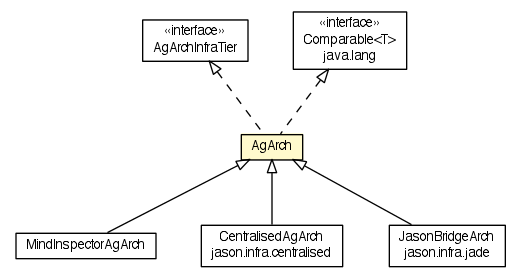 «interface»
AgArchInfraTier
«interface»
Comparable<T>
java.lang
AgArch
MindInspectorAgArch
CentralisedAgArch
jason.infra.centralised
JasonBridgeArch
jason.infra.jade